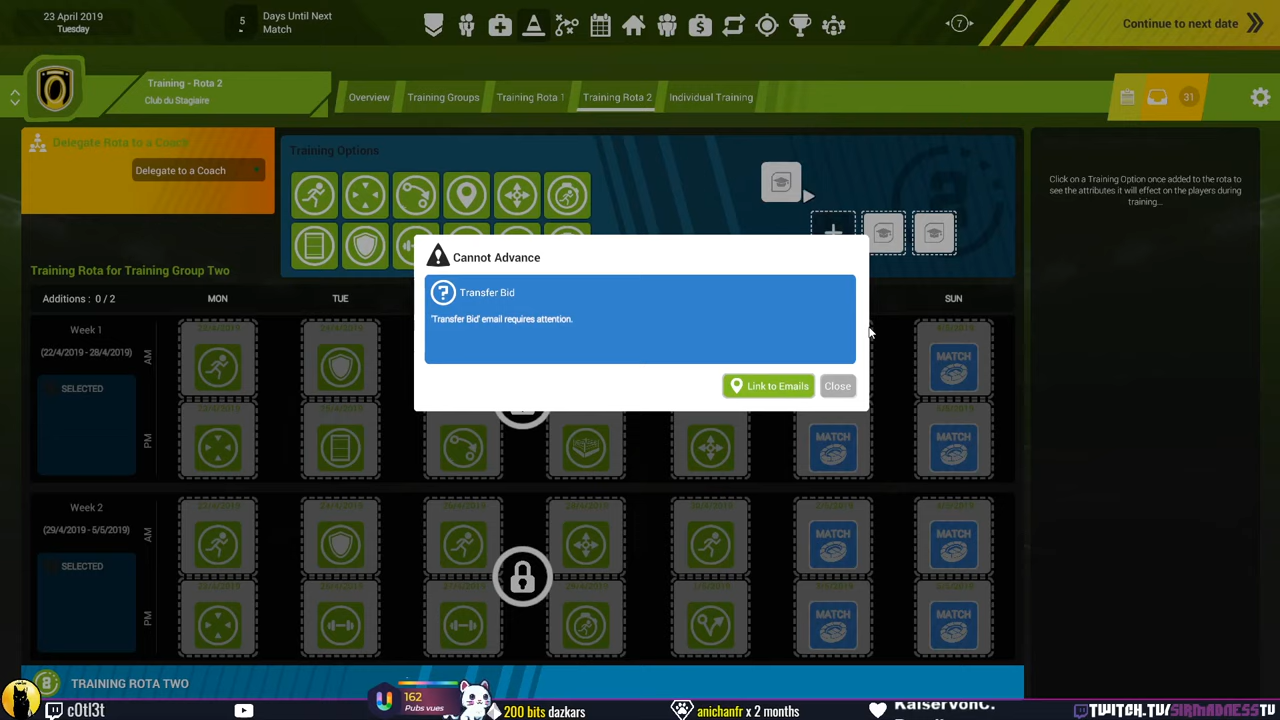 23 April 2019
Tuesday
5
Days Until Next
Match
7
Continue to next date
Training - Rota 2
Club du Stagiaire
Overview
Training Groups
Training Rota 1
Training Rota 2
Individual Training
31
Delegate Rota to a Coach
Delegate to a Coach
Training Options
Click on a Training Option once added to the rota to
see the attributes it will effect on the players during
training...
Cannot Advance
Transfer Bid
'Transfer Bid' email requires attention.
Link to Emails
Close
Training Rota for Training Group Two
Additions : 0 / 2
MON
TUE
SUN
Week 1
(22/4/2019 - 28/4/2019)
SELECTED
AM
PM
MATCH
MATCH
MATCH
Week 2
(29/4/2019 - 5/5/2019)
SELECTED
AM
PM
MATCH
MATCH
MATCH
MATCH
TRAINING ROTA TWO
c0tl3t
162
Pubs vues
200 bits dazkars
anichanfr x 2 months
TWITCH.TV/SIRMADNESSTV